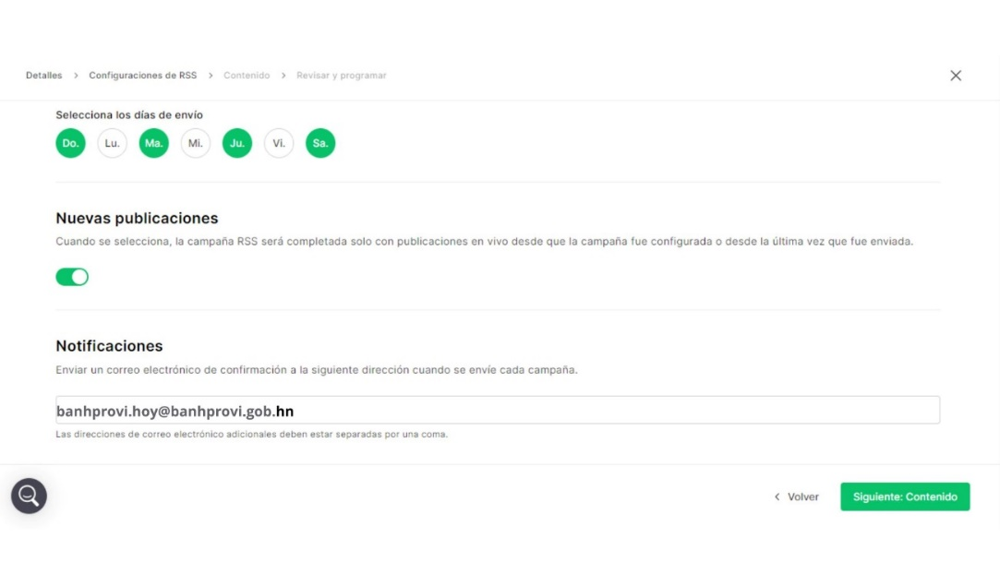 Detalles > Configuraciones de RSS > Contenido > Revisar y programar
Selecciona los días de envío
Do. Lu. Ma. Mi. Ju. Vi. Sa.
Nuevas publicaciones
Cuando se selecciona, la campaña RSS será completada solo con publicaciones en vivo desde que la campaña fue configurada o desde la última vez que fue enviada.
Notificaciones
Enviar un correo electrónico de confirmación a la siguiente dirección cuando se envíe cada campaña.
banhprovi.hoy@banhprovi.gob.hn
Las direcciones de correo electrónico adicionales deben estar separadas por una coma.
< Volver Siguiente: Contenido